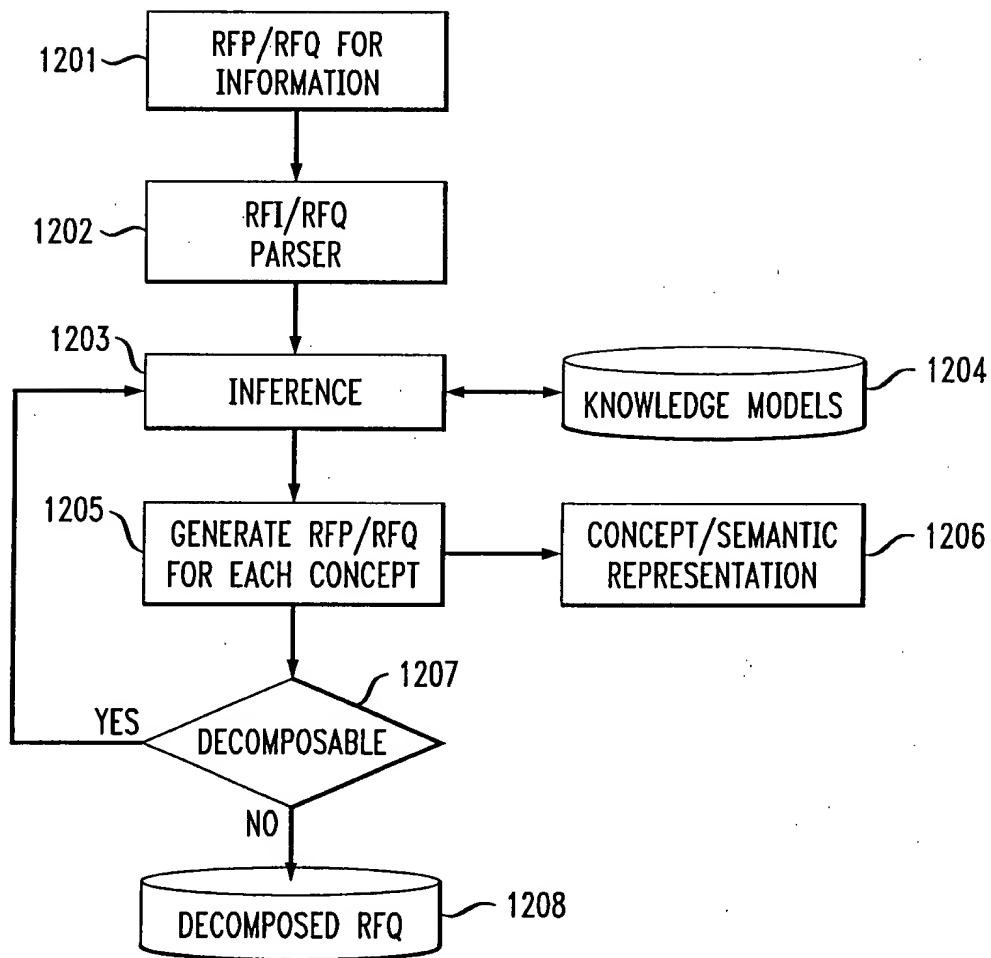 1201
RFP/RFQ FOR
INFORMATION
1202
RFI/RFQ
PARSER
1203
INFERENCE
1204
KNOWLEDGE MODELS
1205
GENERATE RFP/RFQ
FOR EACH CONCEPT
CONCEPT/SEMANTIC
REPRESENTATION
1206
1207
YES
DECOMPOSABLE
NO
DECOMPOSED RFQ
1208